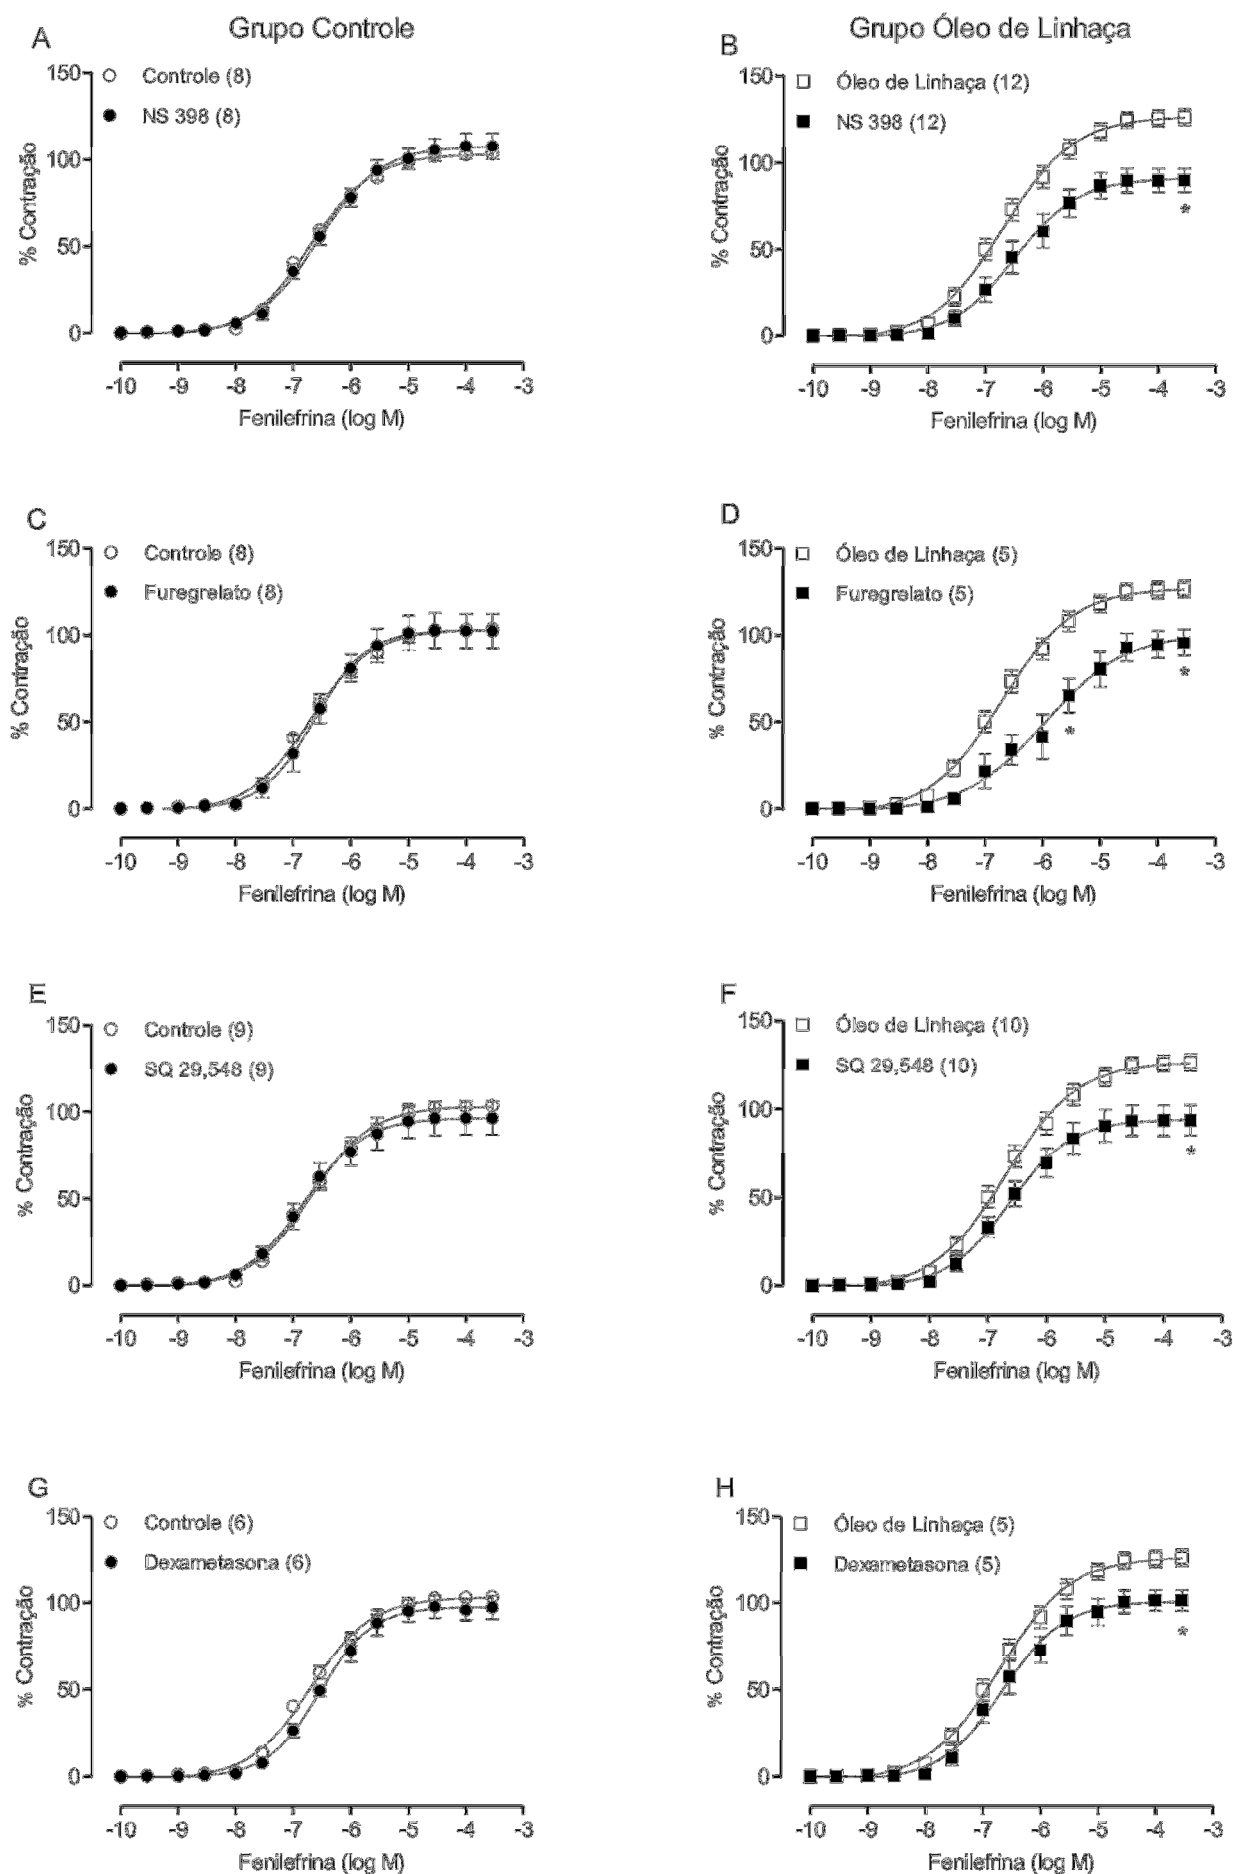 Grupo Controle
Grupo Óleo de Linhaça
A
150
100
50
0
% Contração
Controle (8)
NS 398 (8)
-10 -9 -8 -7 -6 -5 -4 -3
Fenilefrina (log M)
B
150
100
50
0
% Contração
Óleo de Linhaça (12)
NS 398 (12)
*
-10 -9 -8 -7 -6 -5 -4 -3
Fenilefrina (log M)
C
150
100
50
0
% Contração
Controle (8)
Furegrelato (8)
-10 -9 -8 -7 -6 -5 -4 -3
Fenilefrina (log M)
D
150
100
50
0
% Contração
Óleo de Linhaça (5)
Furegrelato (5)
*
*
-10 -9 -8 -7 -6 -5 -4 -3
Fenilefrina (log M)
E
150
100
50
0
% Contração
Controle (9)
SQ 29,548 (9)
-10 -9 -8 -7 -6 -5 -4 -3
Fenilefrina (log M)
F
150
100
50
0
% Contração
Óleo de Linhaça (10)
SQ 29,548 (10)
*
-10 -9 -8 -7 -6 -5 -4 -3
Fenilefrina (log M)
G
150
100
50
0
% Contração
Controle (6)
Dexametasona (6)
-10 -9 -8 -7 -6 -5 -4 -3
Fenilefrina (log M)
H
150
100
50
0
% Contração
Óleo de Linhaça (5)
Dexametasona (5)
*
-10 -9 -8 -7 -6 -5 -4 -3
Fenilefrina (log M)